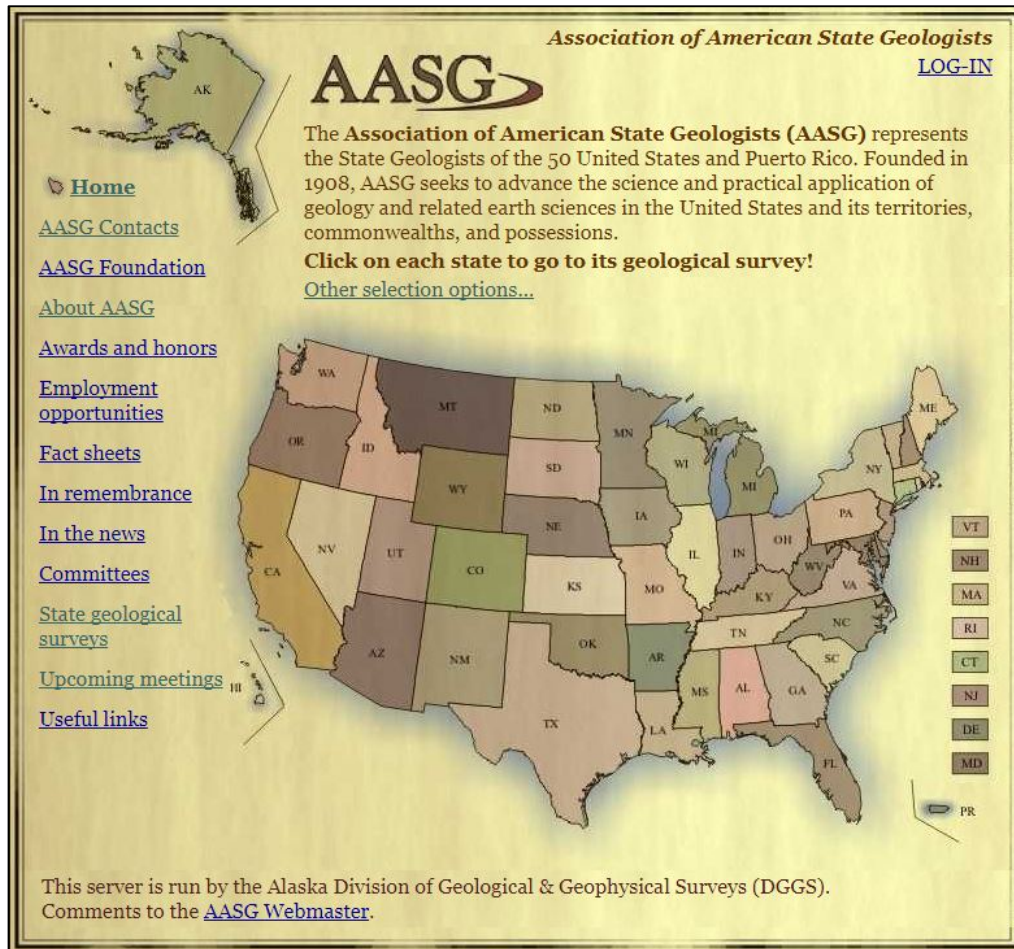 Association of American State Geologists
LOG-IN
AASG
The Association of American State Geologists (AASG) represents
the State Geologists of the 50 United States and Puerto Rico. Founded in
1908, AASG seeks to advance the science and practical application of
geology and related earth sciences in the United States and its territories,
commonwealths, and possessions.
Click on each state to go to its geological survey!
Other selection options...
Home
AASG Contacts
AASG Foundation
About AASG
Awards and honors
Employment
opportunities
Fact sheets
In remembrance
In the news
Committees
State geological
surveys
Upcoming meetings
Useful links
AK
WA
MT
ND
MN
MI
ME
OR
ID
SD
WI
NY
WY
MI
PA
NE
IA
NV
UT
CO
IL
IN
OH
WV
VA
CA
KS
MO
KY
NC
AZ
NM
OK
AR
TN
SC
HI
TX
LA
MS
AL
GA
FL
VT
NH
MA
RI
CT
NJ
DE
MD
PR
This server is run by the Alaska Division of Geological & Geophysical Surveys (DGGS).
Comments to the AASG Webmaster.